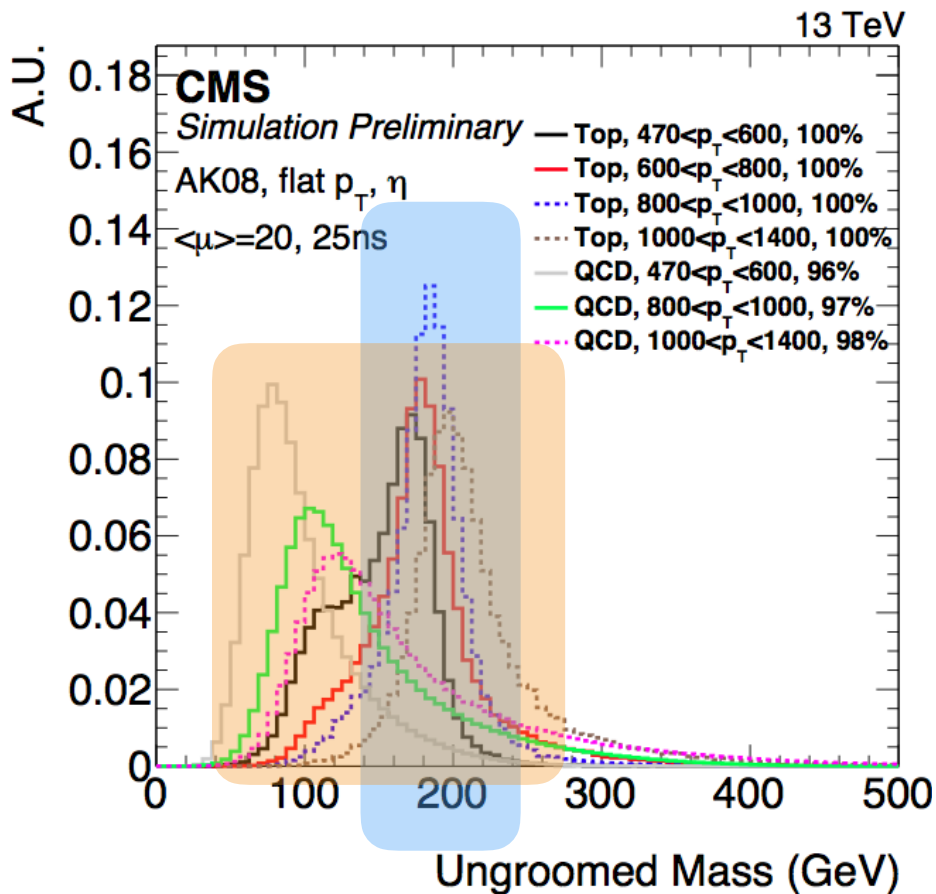 13 TeV
A.U.
CMS
Simulation Preliminary
AK08, flat p_T, η
<μ>=20, 25ns
Top, 470<p_T<600, 100%
Top, 600<p_T<800, 100%
Top, 800<p_T<1000, 100%
Top, 1000<p_T<1400, 100%
QCD, 470<p_T<600, 96%
QCD, 800<p_T<1000, 97%
QCD, 1000<p_T<1400, 98%
0.18
0.16
0.14
0.12
0.1
0.08
0.06
0.04
0.02
0
0 100 200 300 400 500
Ungroomed Mass (GeV)